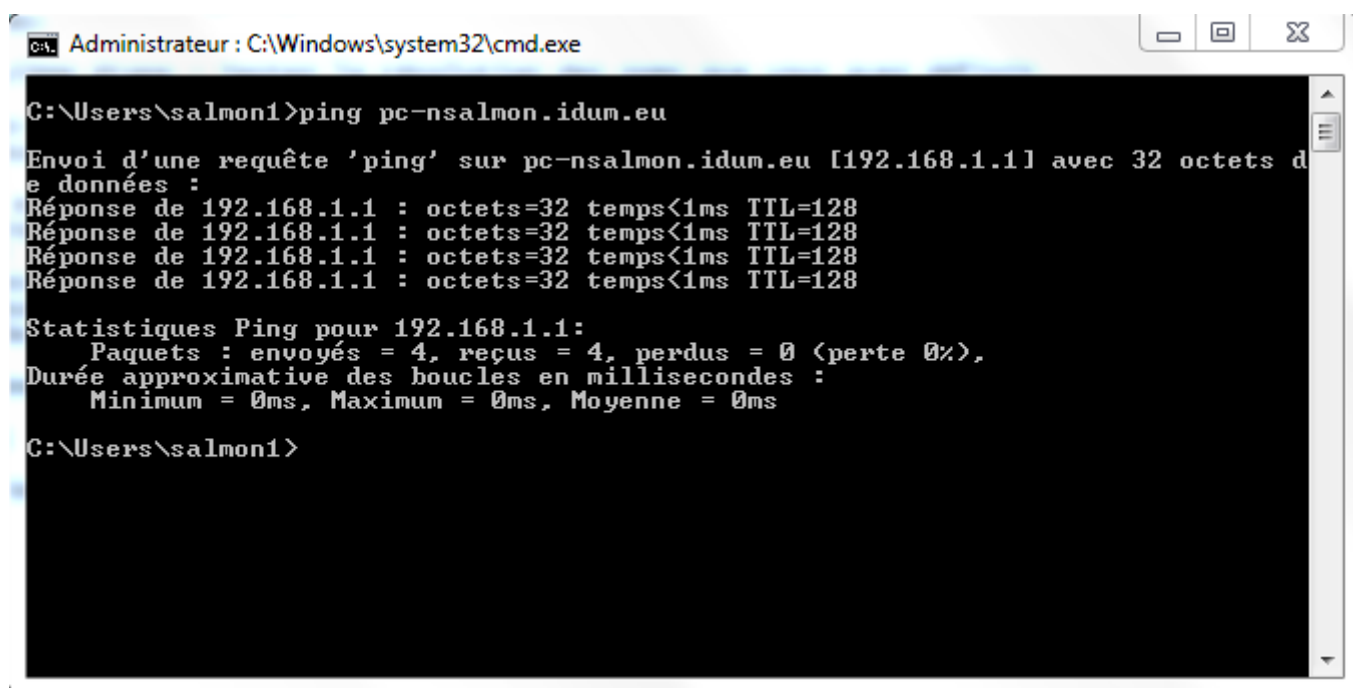 Administrateur : C:\Windows\system32\cmd.exe
C:\Users\salmon1>ping pc-nsalmon.idum.eu
Envoi d'une requête 'ping' sur pc-nsalmon.idum.eu [192.168.1.1] avec 32 octets d
e données :
Réponse de 192.168.1.1 : octets=32 temps<1ms TTL=128
Réponse de 192.168.1.1 : octets=32 temps<1ms TTL=128
Réponse de 192.168.1.1 : octets=32 temps<1ms TTL=128
Réponse de 192.168.1.1 : octets=32 temps<1ms TTL=128
Statistiques Ping pour 192.168.1.1:
    Paquets : envoyés = 4, reçus = 4, perdus = 0 (perte 0%),
Durée approximative des boucles en millisecondes :
    Minimum = 0ms, Maximum = 0ms, Moyenne = 0ms
C:\Users\salmon1>